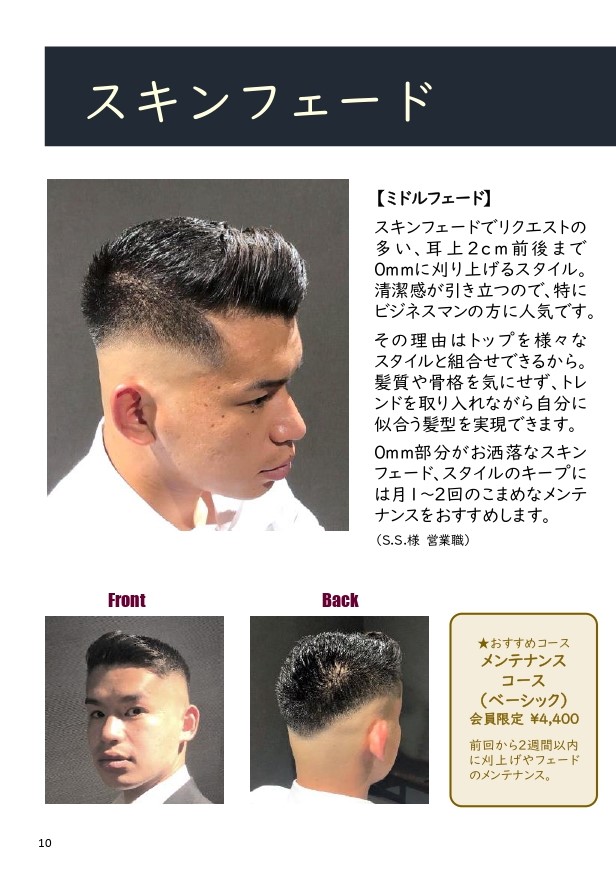 スキンフェード
【ミドルフェード】
スキンフェードでリクエストの
多い、耳上2cm前後まで
0mmに刈り上げるスタイル。
清潔感が引き立つので、特に
ビジネスマンの方に人気です。
その理由はトップを様々な
スタイルと組合せできるから。
髪質や骨格を気にせず、トレ
ンドを取り入れながら自分に
似合う髪型を実現できます。
0mm部分がお洒落なスキン
フェード、スタイルのキープに
は月1～2回のこまめなメンテ
ナンスをおすすめします。
（S.S.様 営業職）
Front
Back
★おすすめコース
メンテナンス
コース
（ベーシック）
会員限定 ¥4,400
前回から2週間以内
に刈上げやフェード
のメンテナンス。
10